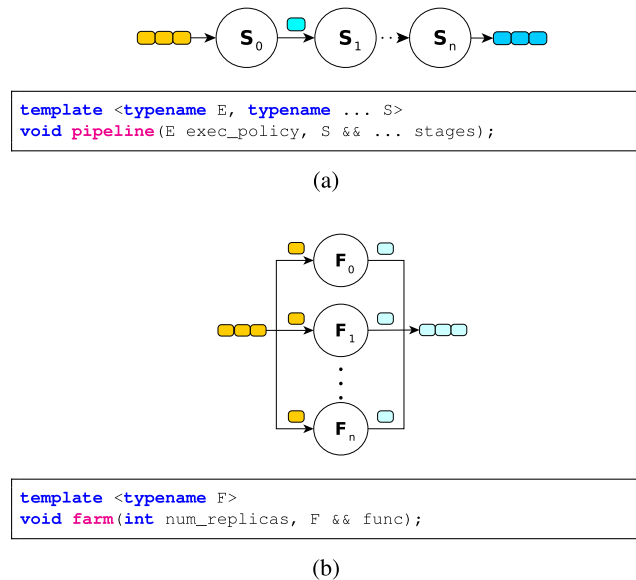 S0 S1 ·· Sn
template <typename E, typename ... S>
void pipeline(E exec_policy, S && ... stages);
(a)
F0
F1
Fn
template <typename F>
void farm(int num_replicas, F && func);
(b)